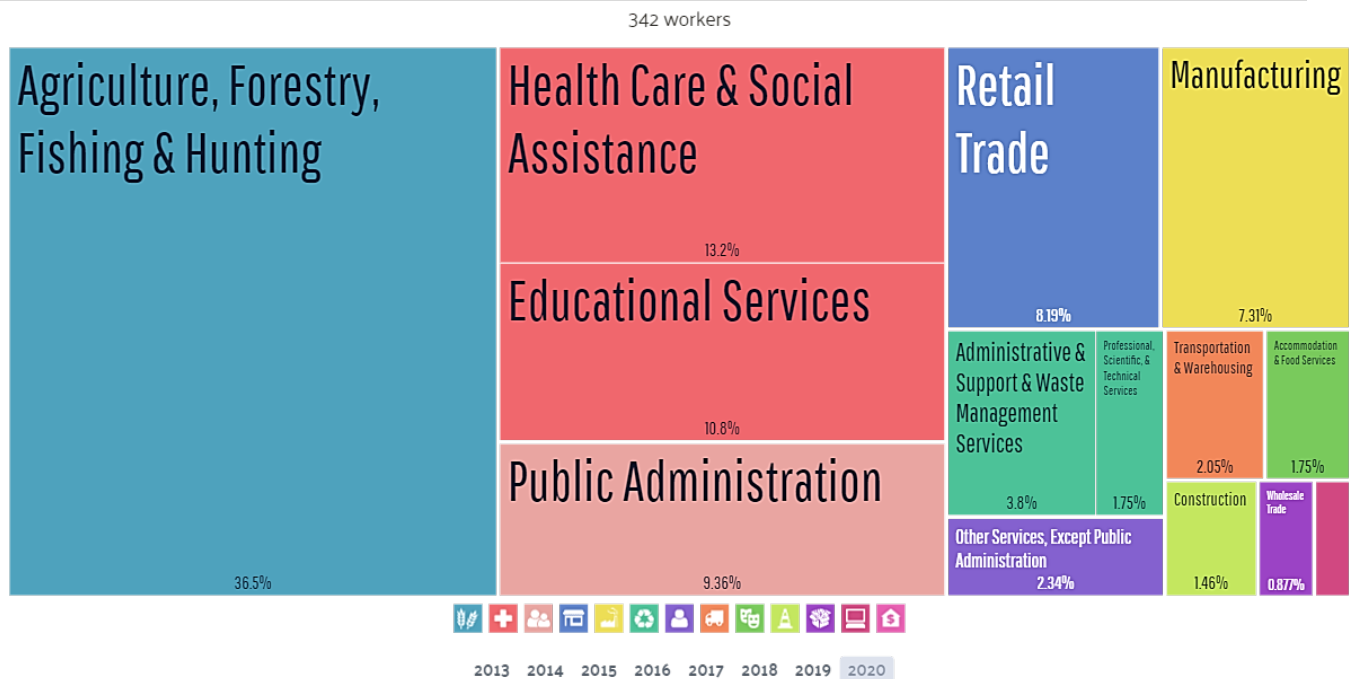 342 workers
Agriculture, Forestry,
Fishing & Hunting
36.5%
Health Care & Social
Assistance
13.2%
Educational Services
10.8%
Public Administration
9.36%
Retail
Trade
8.19%
Manufacturing
7.31%
Administrative &
Support & Waste
Management
Services
3.8%
Professional,
Scientific, &
Technical
Services
1.75%
Other Services, Except Public
Administration
2.34%
Transportation
& Warehousing
2.05%
Accommodation
& Food Services
1.75%
Construction
1.46%
Wholesale
Trade
0.877%
2013 2014 2015 2016 2017 2018 2019 2020